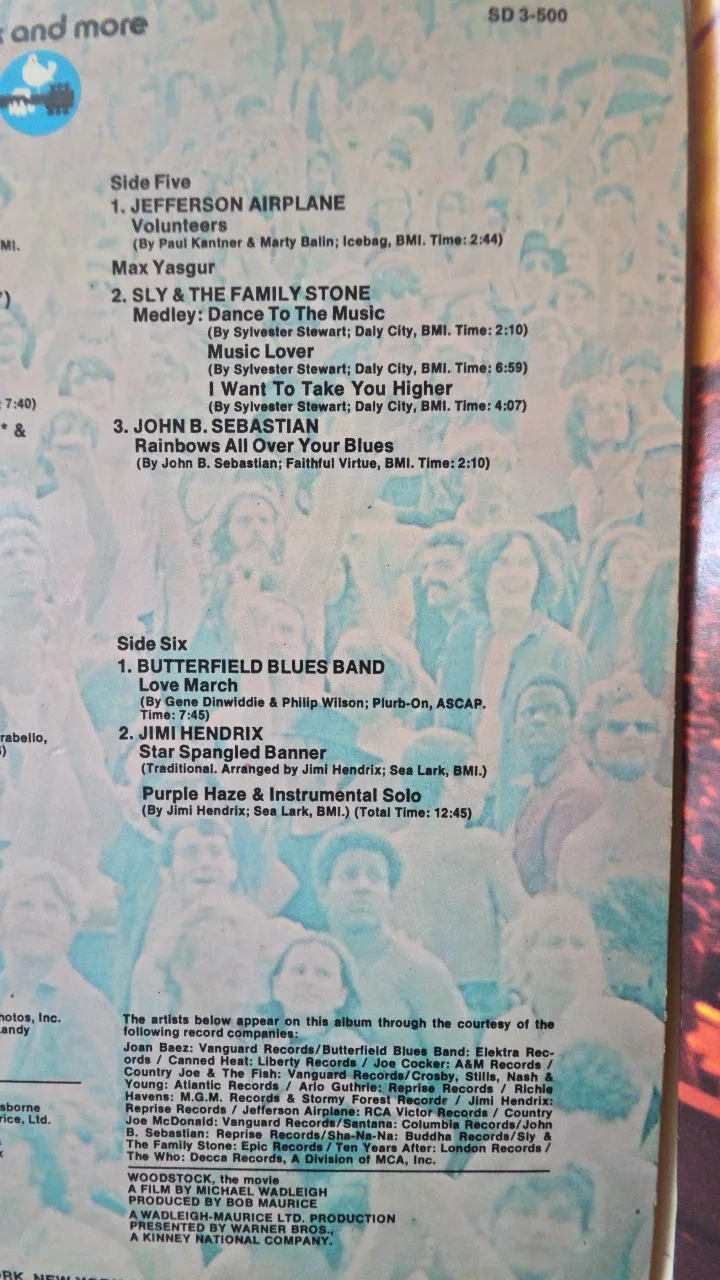 and more
SD 3-500
Side Five
1. JEFFERSON AIRPLANE
Volunteers
(By Paul Kantner & Marty Balin; Icebag, BMI. Time: 2:44)
MI.
Max Yasgur
2. SLY & THE FAMILY STONE
")
Medley: Dance To The Music
(By Sylvester Stewart; Daly City, BMI. Time: 2:10)
Music Lover
(By Sylvester Stewart; Daly City, BMI. Time: 6:59)
I Want To Take You Higher
(By Sylvester Stewart; Daly City, BMI. Time: 4:07)
: 7:40)
3. JOHN B. SEBASTIAN
* &
Rainbows All Over Your Blues
(By John B. Sebastian; Faithful Virtue, BMI. Time: 2:10)
Side Six
1. BUTTERFIELD BLUES BAND
Love March
(By Gene Dinwiddie & Philip Wilson; Plurb-On, ASCAP.
Time: 7:45)
2. JIMI HENDRIX
rabello,
Star Spangled Banner
(Traditional. Arranged by Jimi Hendrix; Sea Lark, BMI.)
Purple Haze & Instrumental Solo
(By Jimi Hendrix; Sea Lark, BMI.) (Total Time: 12:45)
hotos, Inc.
andy
sborne
rice, Ltd.
The artists below appear on this album through the courtesy of the
following record companies:
Joan Baez: Vanguard Records/Butterfield Blues Band: Elektra Rec-
ords / Canned Heat: Liberty Records / Joe Cocker: A&M Records /
Country Joe & The Fish: Vanguard Records/Crosby, Stills, Nash &
Young: Atlantic Records / Arlo Guthrie: Reprise Records / Richie
Havens: M.G.M. Records & Stormy Forest Records / Jimi Hendrix:
Reprise Records / Jefferson Airplane: RCA Victor Records / Country
Joe McDonald: Vanguard Records/Santana: Columbia Records/John
B. Sebastian: Reprise Records/Sha-Na-Na: Buddha Records/Sly &
The Family Stone: Epic Records / Ten Years After: London Records /
The Who: Decca Records, A Division of MCA, Inc.
WOODSTOCK, the movie
A FILM BY MICHAEL WADLEIGH
PRODUCED BY BOB MAURICE
A WADLEIGH-MAURICE LTD. PRODUCTION
PRESENTED BY WARNER BROS.,
A KINNEY NATIONAL COMPANY.